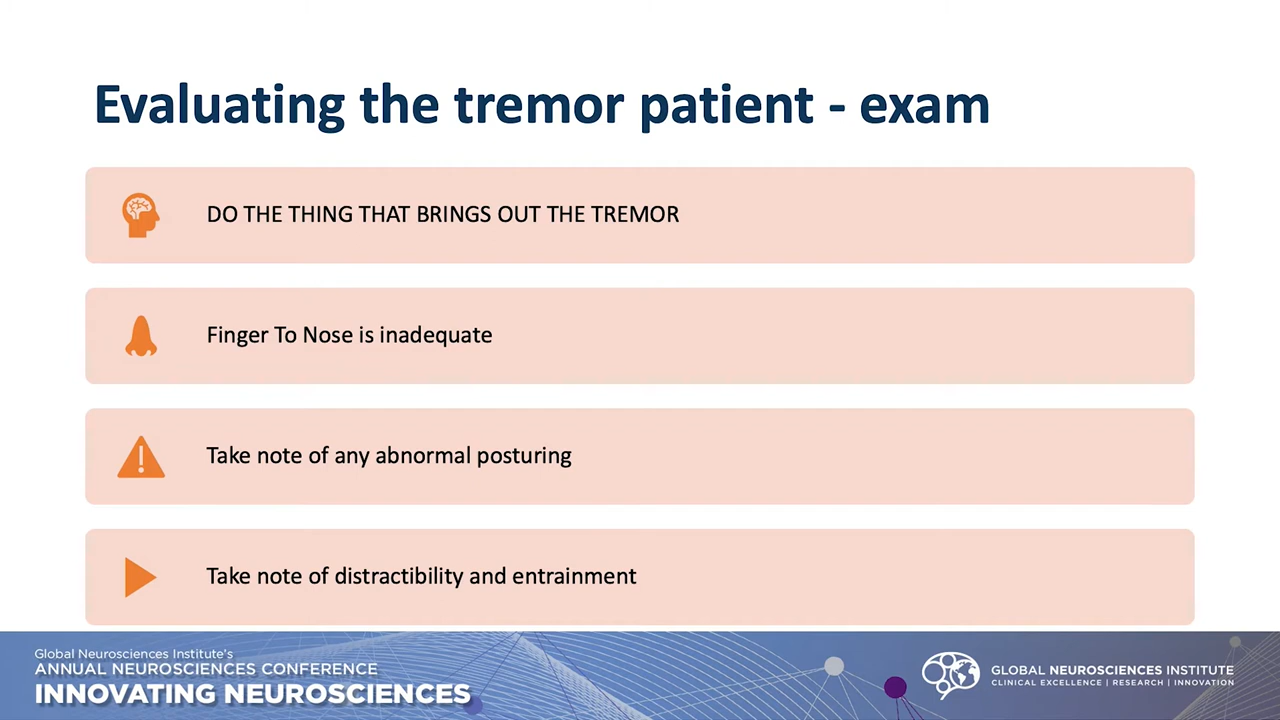 Evaluating the tremor patient - exam
DO THE THING THAT BRINGS OUT THE TREMOR
Finger To Nose is inadequate
Take note of any abnormal posturing
Take note of distractibility and entrainment
Global Neurosciences Institute's
ANNUAL NEUROSCIENCES CONFERENCE
INNOVATING NEUROSCIENCES
GLOBAL NEUROSCIENCES INSTITUTE
CLINICAL EXCELLENCE | RESEARCH | INNOVATION